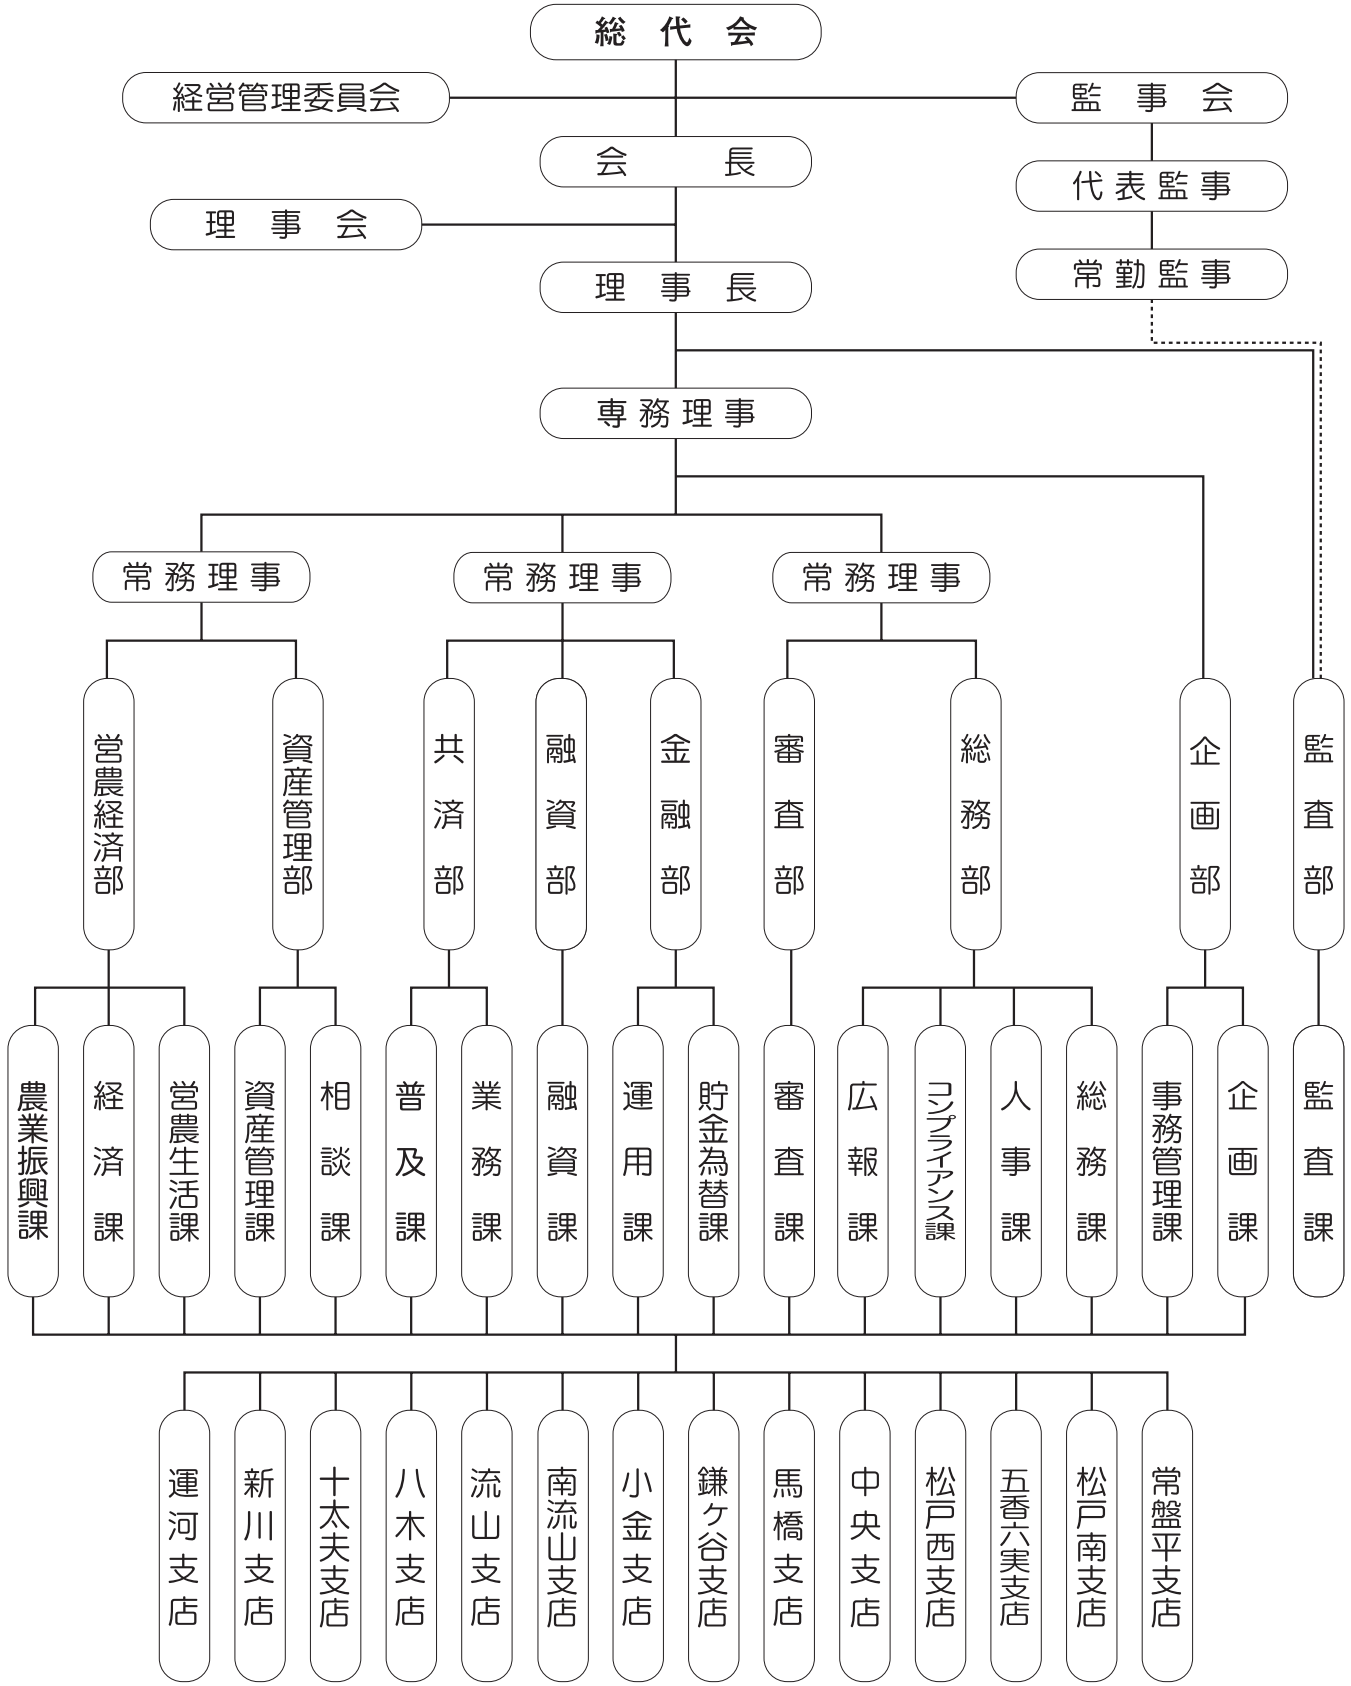 総代会
経営管理委員会
監事会
会長
代表監事
理事会
常勤監事
理事長
専務理事
常務理事
常務理事
常務理事
営農経済部
資産管理部
共済部
融資部
金融部
審査部
総務部
企画部
監査部
農業振興課
経済課
営農生活課
資産管理課
相談課
普及課
業務課
融資課
運用課
貯金為替課
審査課
広報課
コンプライアンス課
人事課
総務課
事務管理課
企画課
監査課
運河支店
新川支店
十太夫支店
八木支店
流山支店
南流山支店
小金支店
鎌ヶ谷支店
馬橋支店
中央支店
松戸西支店
五香六実支店
松戸南支店
常盤平支店